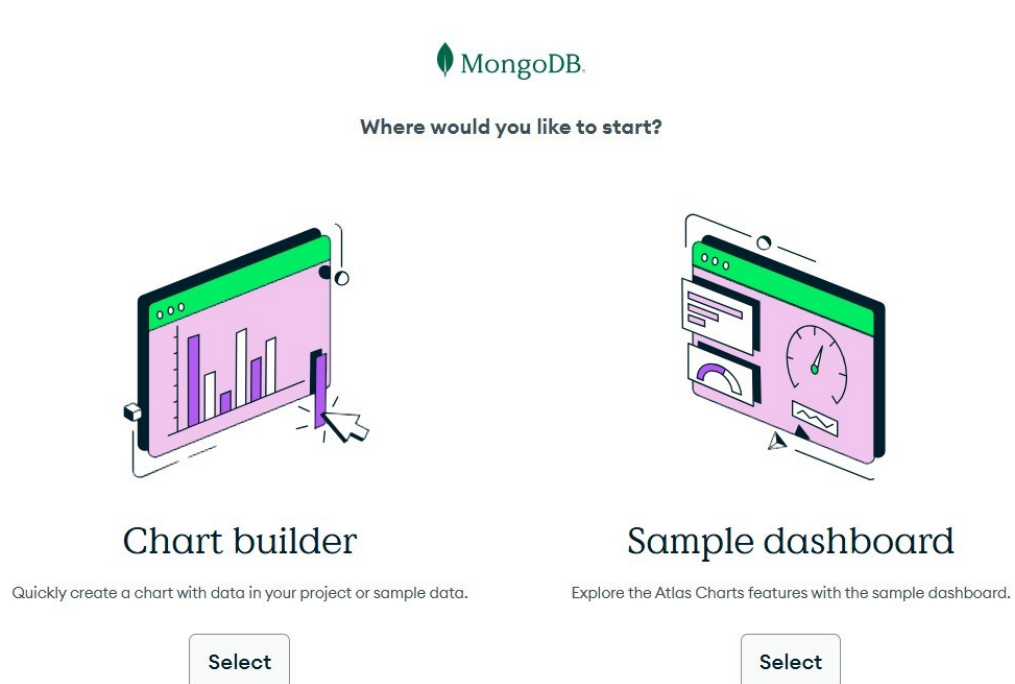 MongoDB.
Where would you like to start?
Chart builder
Quickly create a chart with data in your project or sample data.
Select
Sample dashboard
Explore the Atlas Charts features with the sample dashboard.
Select